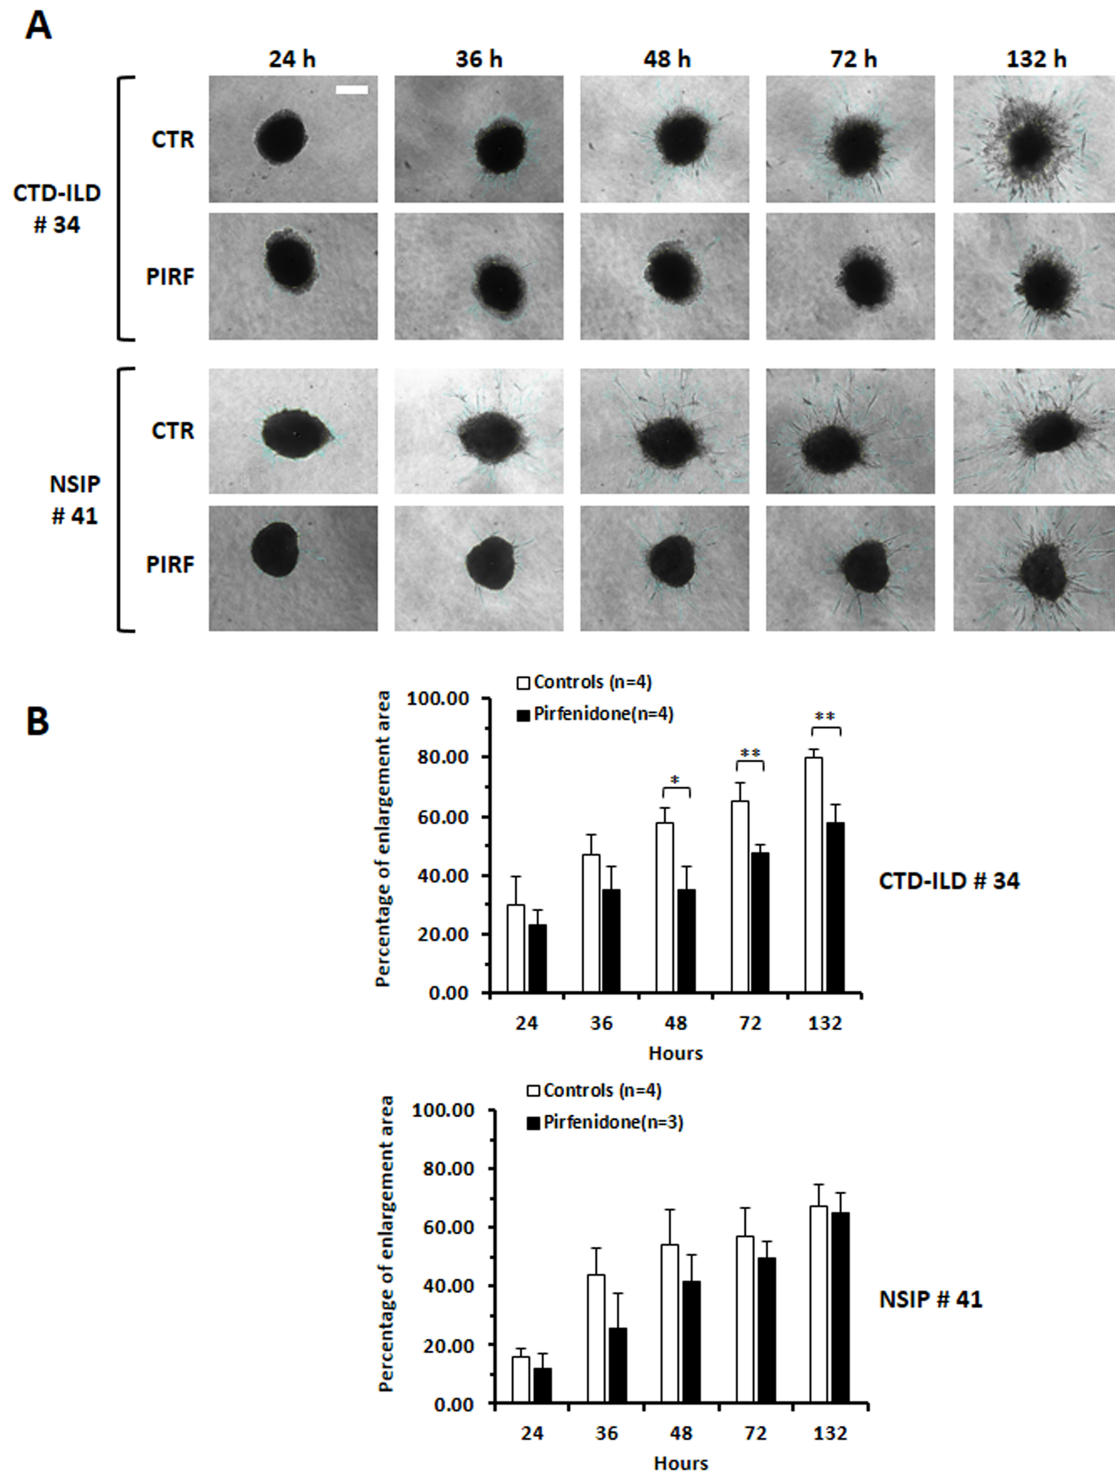 A
24 h 36 h 48 h 72 h 132 h
CTR
CTD-ILD
# 34
PIRF
CTR
NSIP
# 41
PIRF
B
Controls (n=4)
Pirfenidone(n=4)
Percentage of enlargement area
100.00
80.00
60.00
40.00
20.00
0.00
*
**
**
24 36 48 72 132
Hours
CTD-ILD # 34
Controls (n=4)
Pirfenidone(n=3)
Percentage of enlargement area
100.00
80.00
60.00
40.00
20.00
0.00
24 36 48 72 132
Hours
NSIP # 41